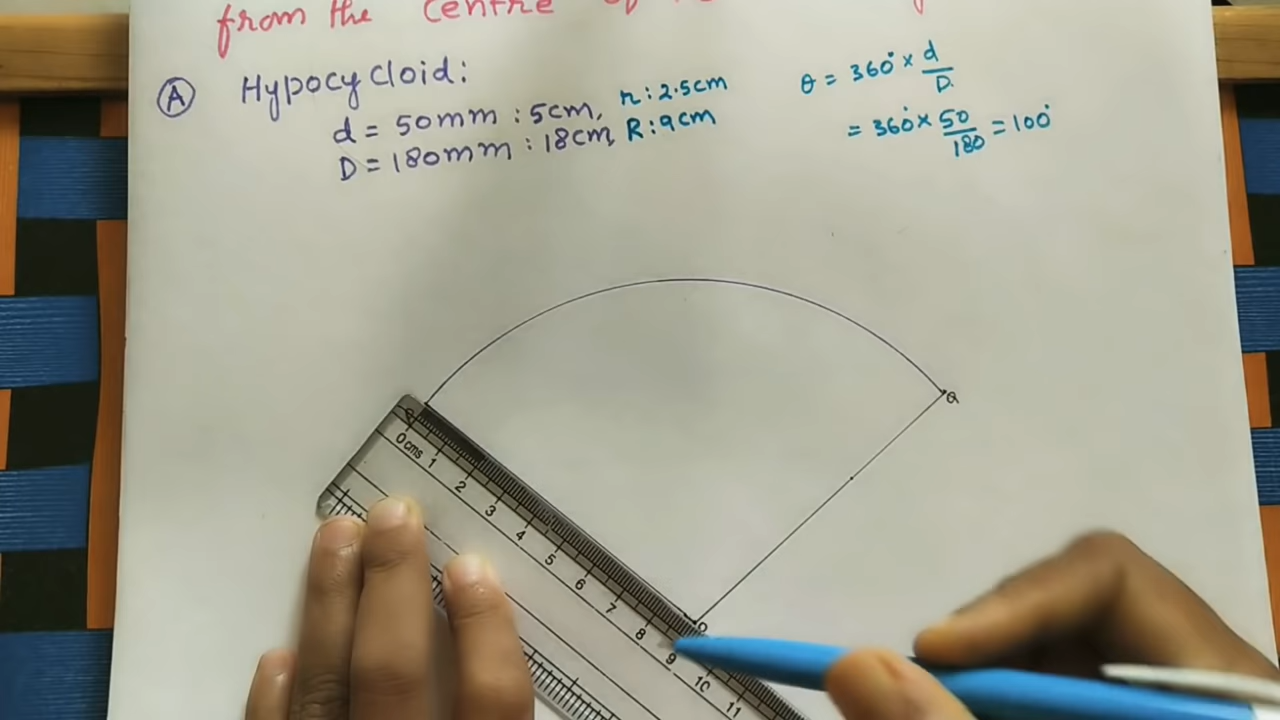 from the centre
Ⓐ Hypocycloid:
d = 50mm : 5cm, r : 2.5cm
D = 180mm : 18cm, R : 9cm
θ = 360° × d/D.
= 360° × 50/180 = 100°
Q
O
0 cms 1 2 3 4 5 6 7 8 9 10 11